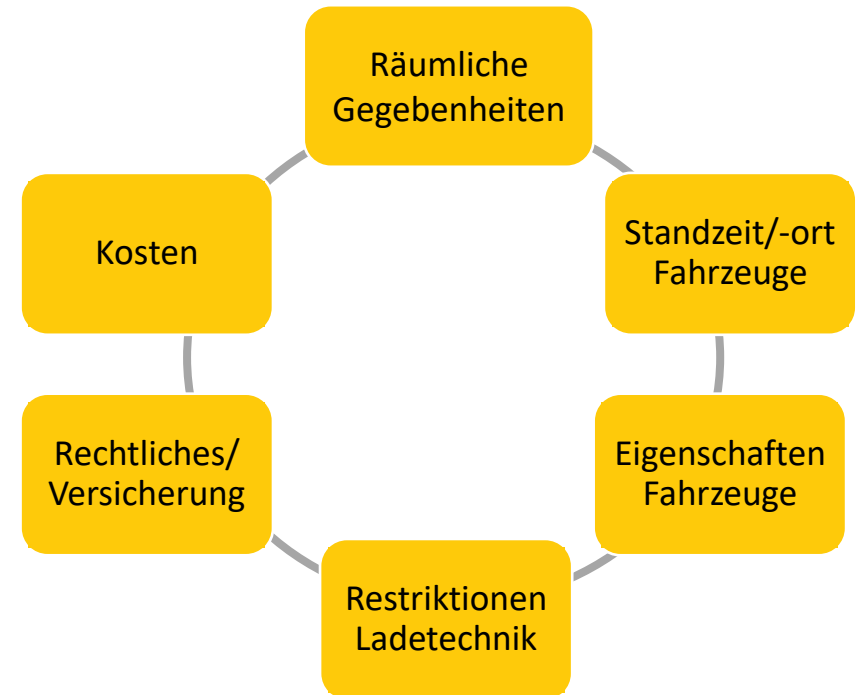 Räumliche
Gegebenheiten
Standzeit/-ort
Fahrzeuge
Eigenschaften
Fahrzeuge
Restriktionen
Ladetechnik
Rechtliches/
Versicherung
Kosten